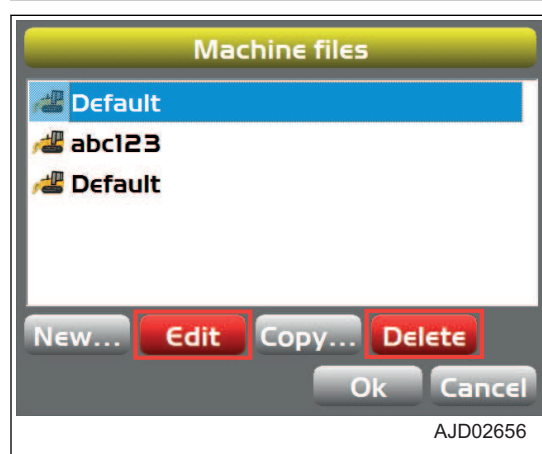 Machine files
Default
abc123
Default
New... Edit Copy... Delete
Ok Cancel
AJD02656